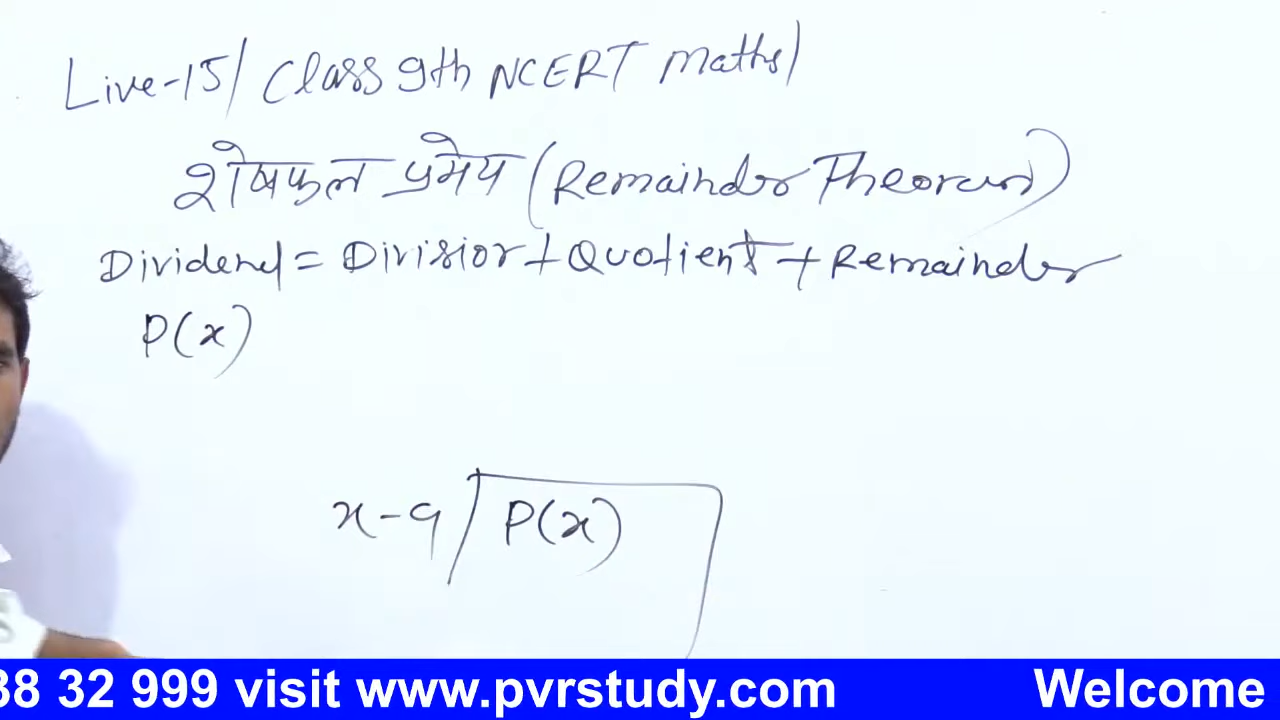 Live-15/ Class 9th NCERT Maths/
शेषफल प्रमेय (Remainder Theorem)
Dividend = Divisior + Quotient + Remainder
P(x)
x-a P(x)
38 32 999 visit www.pvrstudy.com Welcome